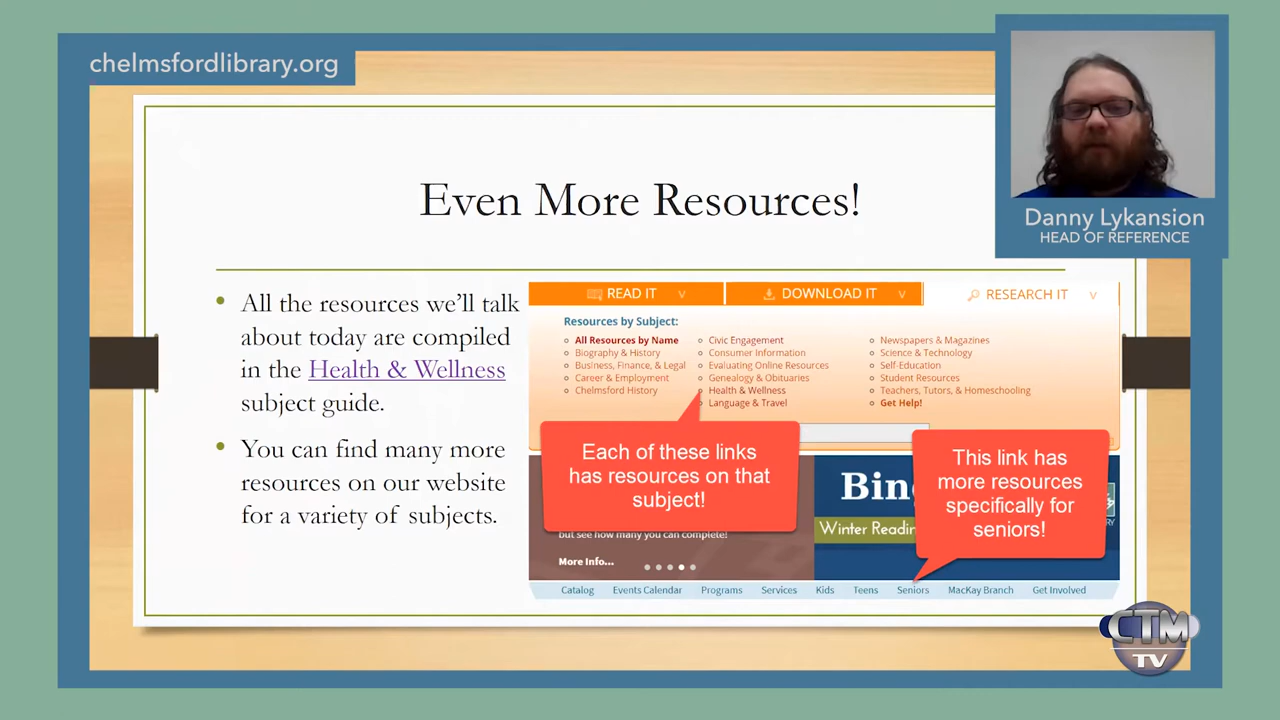 chelmsfordlibrary.org
Danny Lykansion
HEAD OF REFERENCE
Even More Resources!
All the resources we'll talk
about today are compiled
in the Health & Wellness
subject guide.
You can find many more
resources on our website
for a variety of subjects.
READ IT
DOWNLOAD IT
RESEARCH IT
Resources by Subject:
All Resources by Name
Biography & History
Business, Finance, & Legal
Career & Employment
Chelmsford History
Civic Engagement
Consumer Information
Evaluating Online Resources
Genealogy & Obituaries
Health & Wellness
Language & Travel
Newspapers & Magazines
Science & Technology
Self-Education
Student Resources
Teachers, Tutors, & Homeschooling
Get Help!
Each of these links
has resources on that
subject!
This link has
more resources
specifically for
seniors!
but see how many you can complete!
More Info...
Winter
Catalog Events Calendar Programs Services Kids Teens Seniors MacKay Branch Get Involved
CTM
TV